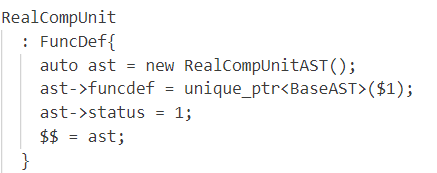 RealCompUnit
: FuncDef{
auto ast = new RealCompUnitAST();
ast->funcdef = unique_ptr<BaseAST>($1);
ast->status = 1;
$$ = ast;
}